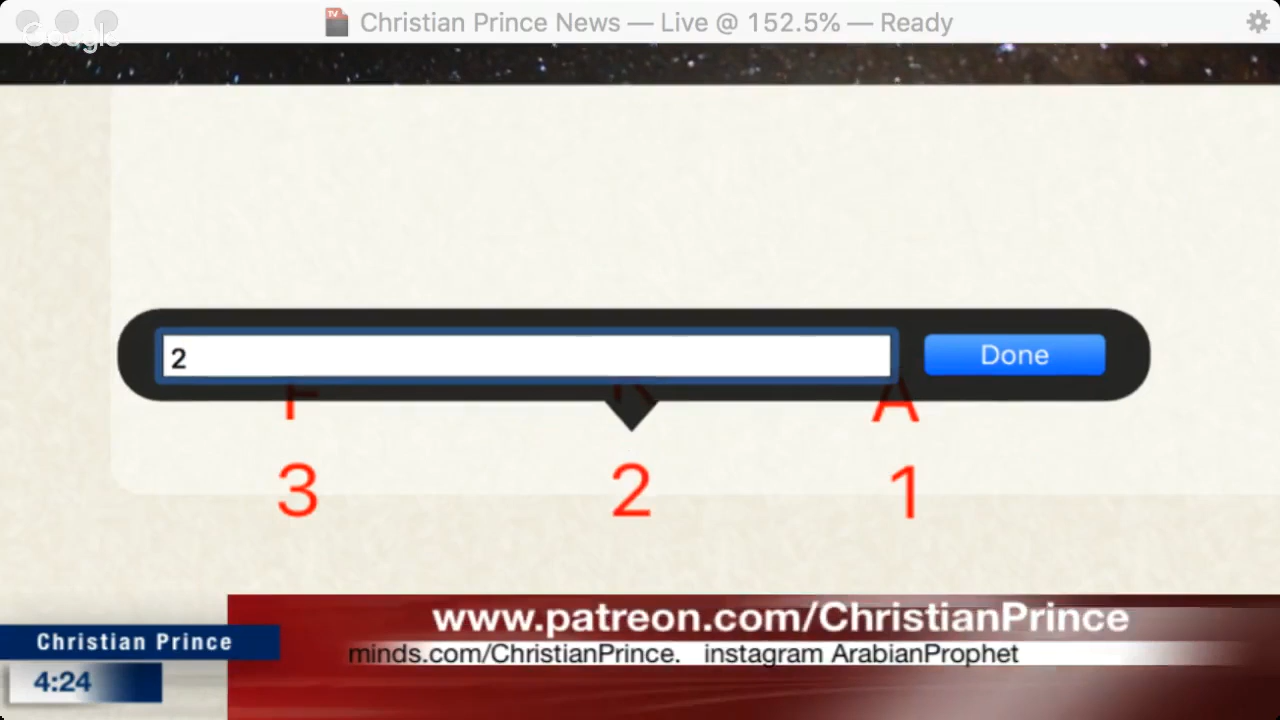 Christian Prince News — Live @ 152.5% — Ready
Google
2
Done
A
3 2 1
www.patreon.com/ChristianPrince
Christian Prince
minds.com/ChristianPrince. instagram ArabianProphet
4:24